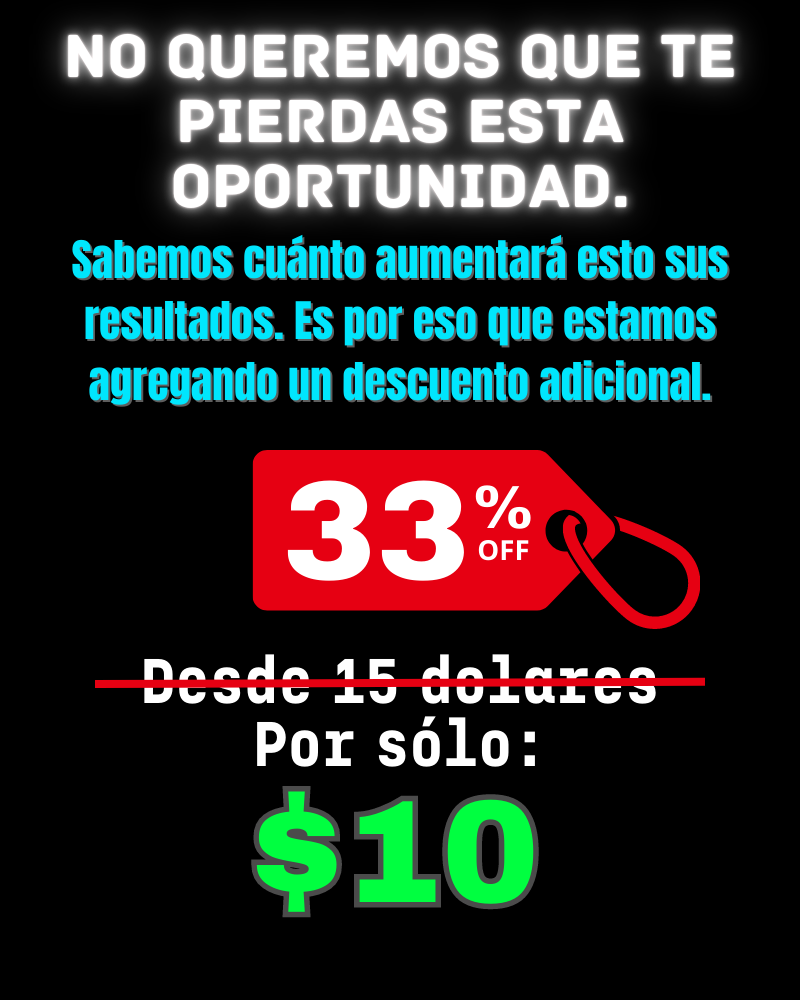 NO QUEREMOS QUE TE
PIERDAS ESTA
OPORTUNIDAD.
Sabemos cuánto aumentará esto sus
resultados. Es por eso que estamos
agregando un descuento adicional.
33% OFF
Desde 15 dolares
Por sólo:
$10